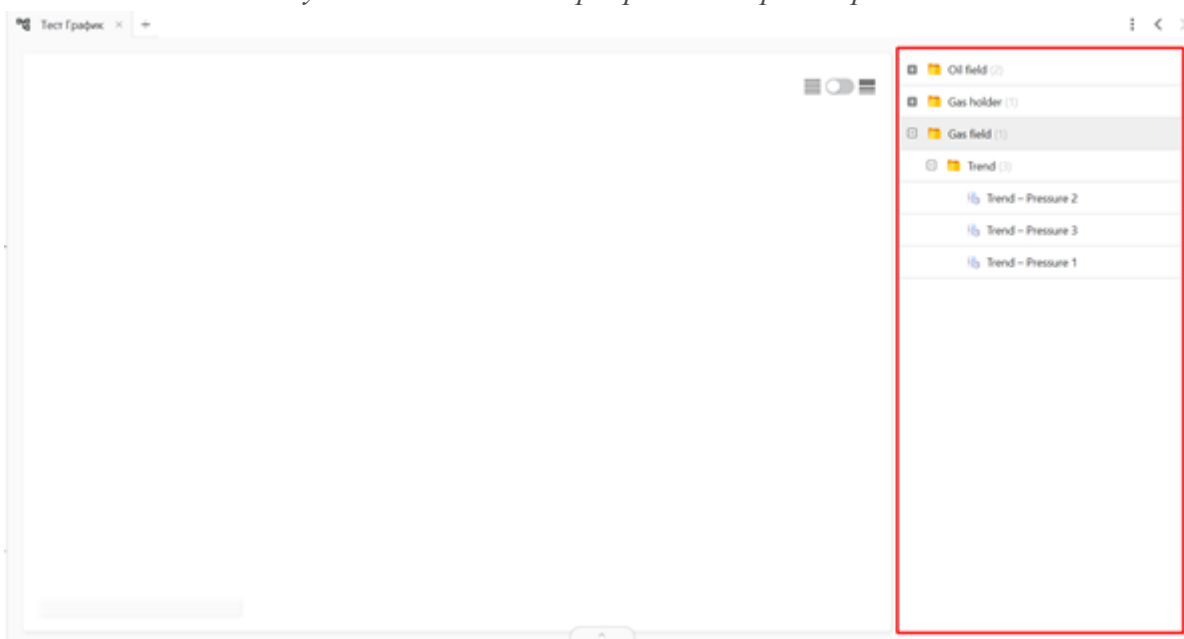 Тест График × +
Oil field (2)
Gas holder (1)
Gas field (1)
Trend (3)
Trend – Pressure 2
Trend – Pressure 3
Trend – Pressure 1